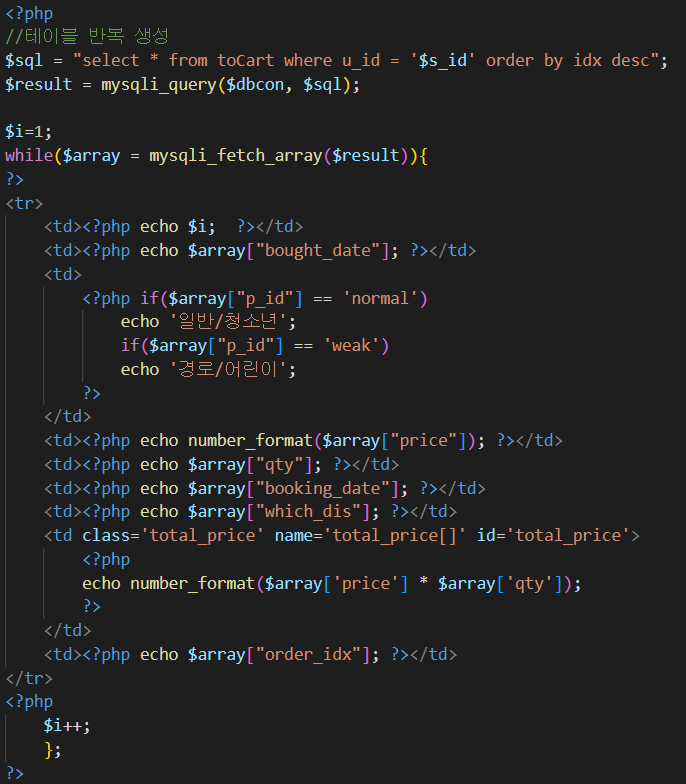 <?php
//테이블 반복 생성
$sql = "select * from toCart where u_id = '$s_id' order by idx desc";
$result = mysqli_query($dbcon, $sql);
$i=1;
while($array = mysqli_fetch_array($result)){
?>
<tr>
<td><?php echo $i;  ?></td>
<td><?php echo $array["bought_date"]; ?></td>
<td>
<?php if($array["p_id"] == 'normal')
echo '일반/청소년';
if($array["p_id"] == 'weak')
echo '경로/어린이';
?>
</td>
<td><?php echo number_format($array["price"]); ?></td>
<td><?php echo $array["qty"]; ?></td>
<td><?php echo $array["booking_date"]; ?></td>
<td><?php echo $array["which_dis"]; ?></td>
<td class='total_price' name='total_price[]' id='total_price'>
<?php
echo number_format($array['price'] * $array['qty']);
?>
</td>
<td><?php echo $array["order_idx"]; ?></td>
</tr>
<?php
$i++;
};
?>